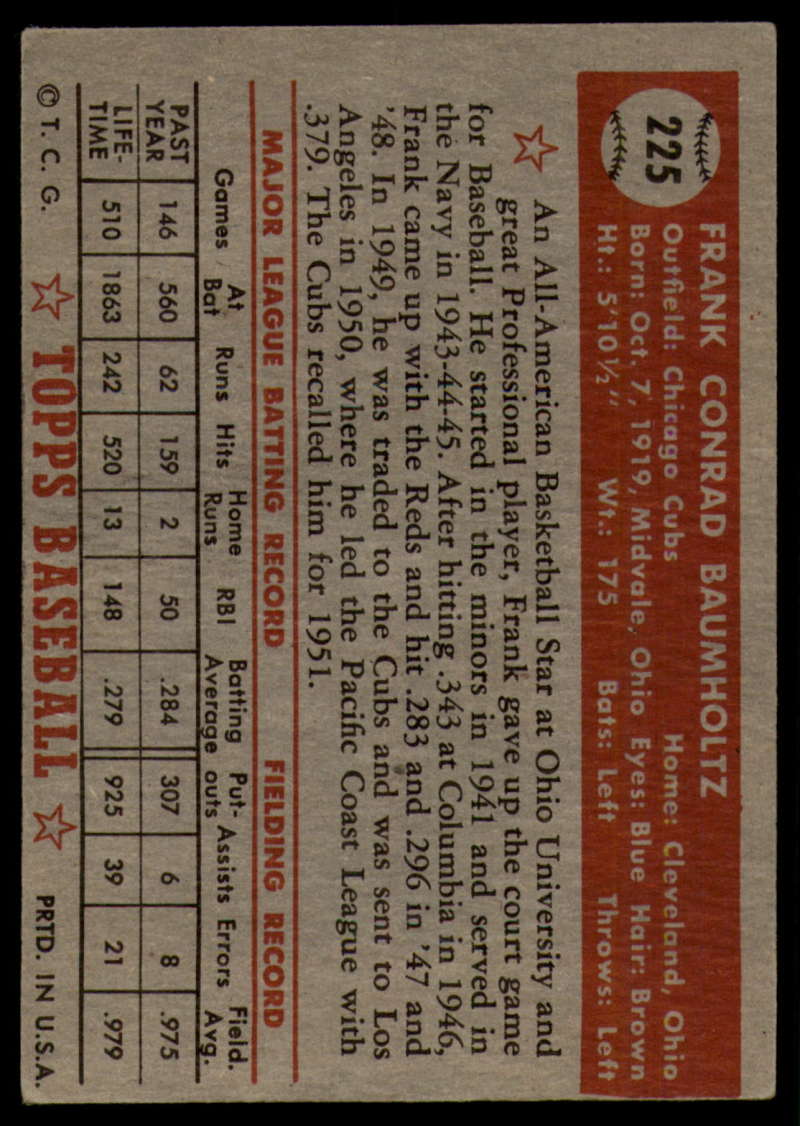 225
FRANK CONRAD BAUMHOLTZ
Outfield: Chicago Cubs Home: Cleveland, Ohio
Born: Oct. 7, 1919, Midvale, Ohio Eyes: Blue Hair: Brown
Ht.: 5'10½" Wt.: 175 Bats: Left Throws: Left
An All-American Basketball Star at Ohio University and
great Professional player, Frank gave up the court game
for Baseball. He started in the minors in 1941 and served in
the Navy in 1943-44-45. After hitting .343 at Columbia in 1946,
Frank came up with the Reds and hit .283 and .296 in '47 and
'48. In 1949, he was traded to the Cubs and was sent to Los
Angeles in 1950, where he led the Pacific Coast League with
.379. The Cubs recalled him for 1951.
MAJOR LEAGUE BATTING RECORD FIELDING RECORD
Games At Bat Runs Hits Home Runs RBI Batting Average Put-outs Assists Errors Field. Avg.
PAST YEAR 146 560 62 159 2 50 .284 307 6 8 .975
LIFE-TIME 510 1863 242 520 13 148 .279 925 39 21 .979
© T. C. G. TOPPS BASEBALL PRTD. IN U.S.A.